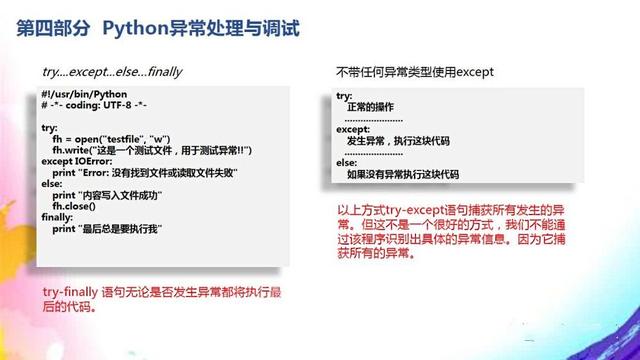 第四部分 Python异常处理与调试
try....except...else...finally
#!/usr/bin/Python
# -*- coding: UTF-8 -*-
try:
fh = open("testfile", "w")
fh.write("这是一个测试文件，用于测试异常!!")
except IOError:
print "Error: 没有找到文件或读取文件失败"
else:
print "内容写入文件成功"
fh.close()
finally:
print "最后总是要执行我"
try-finally 语句无论是否发生异常都将执行最
后的代码。
不带任何异常类型使用except
try:
正常的操作
......................
except:
发生异常，执行这块代码
......................
else:
如果没有异常执行这块代码
以上方式try-except语句捕获所有发生的异
常。但这不是一个很好的方式，我们不能通
过该程序识别出具体的异常信息。因为它捕
获所有的异常。